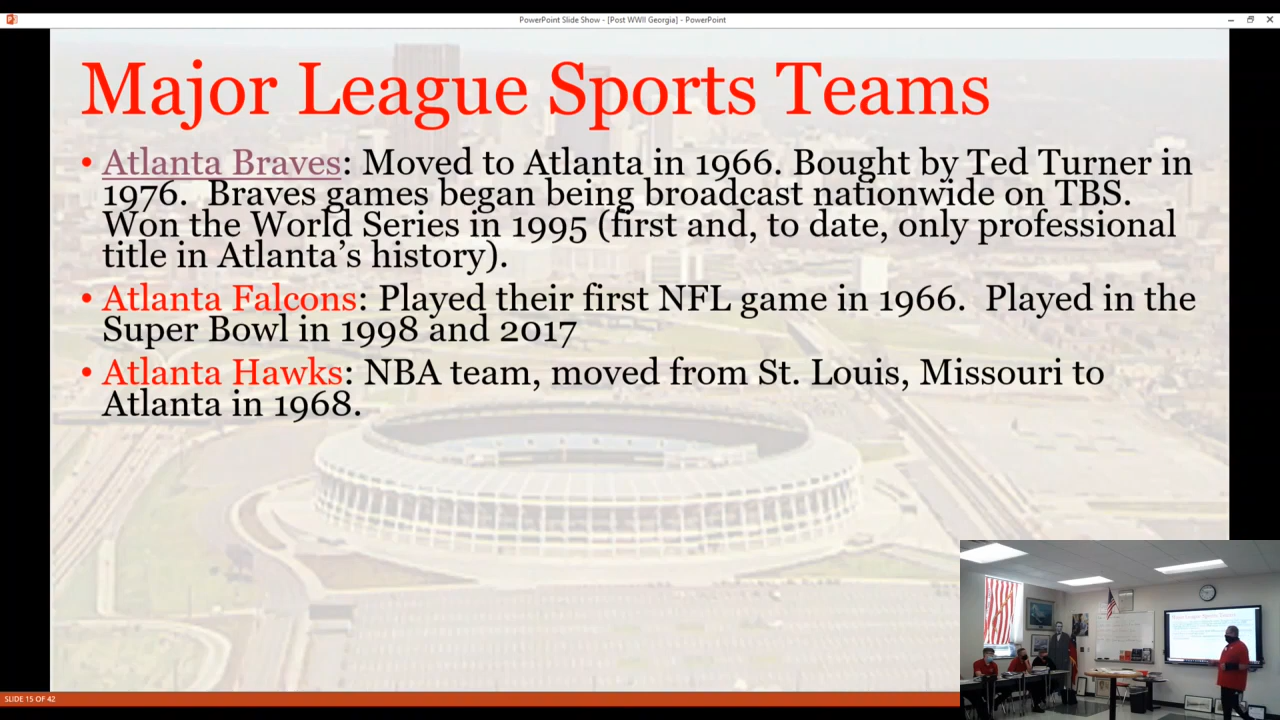 PowerPoint Slide Show - [Post WWII Georgia] - PowerPoint
Major League Sports Teams
• Atlanta Braves: Moved to Atlanta in 1966. Bought by Ted Turner in
1976.  Braves games began being broadcast nationwide on TBS.
Won the World Series in 1995 (first and, to date, only professional
title in Atlanta’s history).
• Atlanta Falcons: Played their first NFL game in 1966.  Played in the
Super Bowl in 1998 and 2017
• Atlanta Hawks: NBA team, moved from St. Louis, Missouri to
Atlanta in 1968.
SLIDE 15 OF 42
Major League Sports Teams